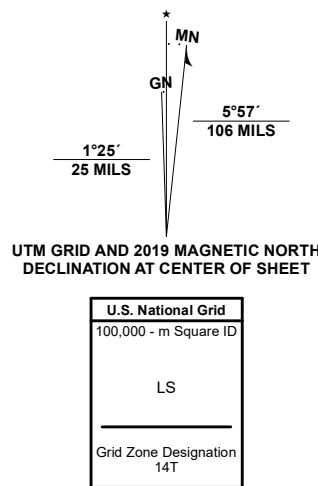 ★
MN
GN
5°57´
106 MILS
1°25´
25 MILS
UTM GRID AND 2019 MAGNETIC NORTH
DECLINATION AT CENTER OF SHEET
U.S. National Grid
100,000 - m Square ID
LS
Grid Zone Designation
14T